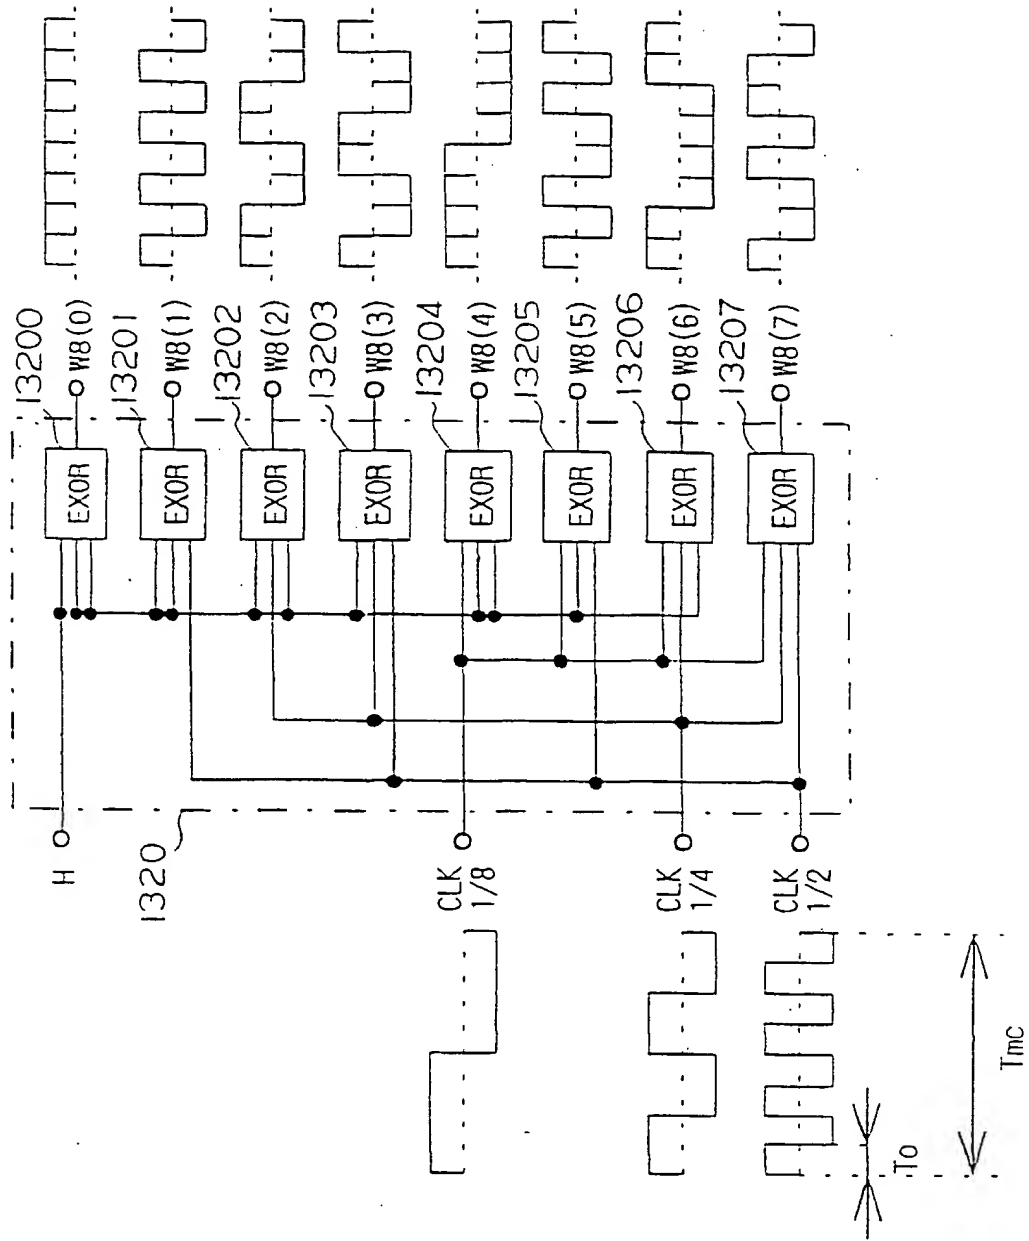 13200
EXOR
W8(0)
13201
EXOR
W8(1)
13202
EXOR
W8(2)
13203
EXOR
W8(3)
13204
EXOR
W8(4)
13205
EXOR
W8(5)
13206
EXOR
W8(6)
13207
EXOR
W8(7)
H
1320
CLK
1/8
CLK
1/4
CLK
1/2
To
Tmc